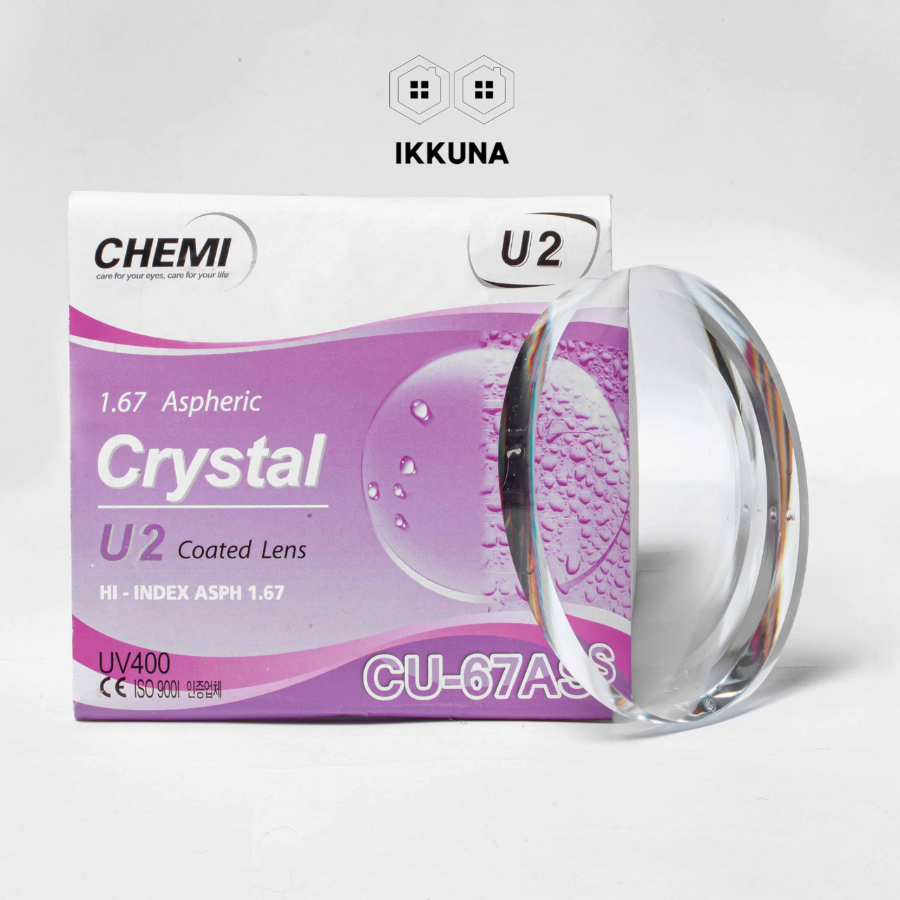 IKKUNA
CHEMI
care for your eyes, care for your life
U2
1.67 Aspheric
Crystal
U2 Coated Lens
HI - INDEX ASPH 1.67
UV400
CE ISO 9001 인증업체
CU-67AS